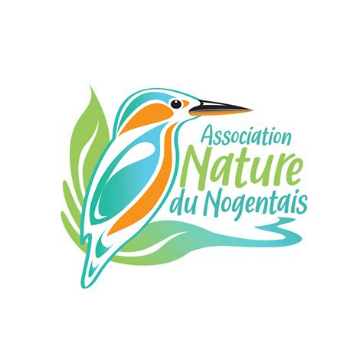 Association
Nature
du Nogentais